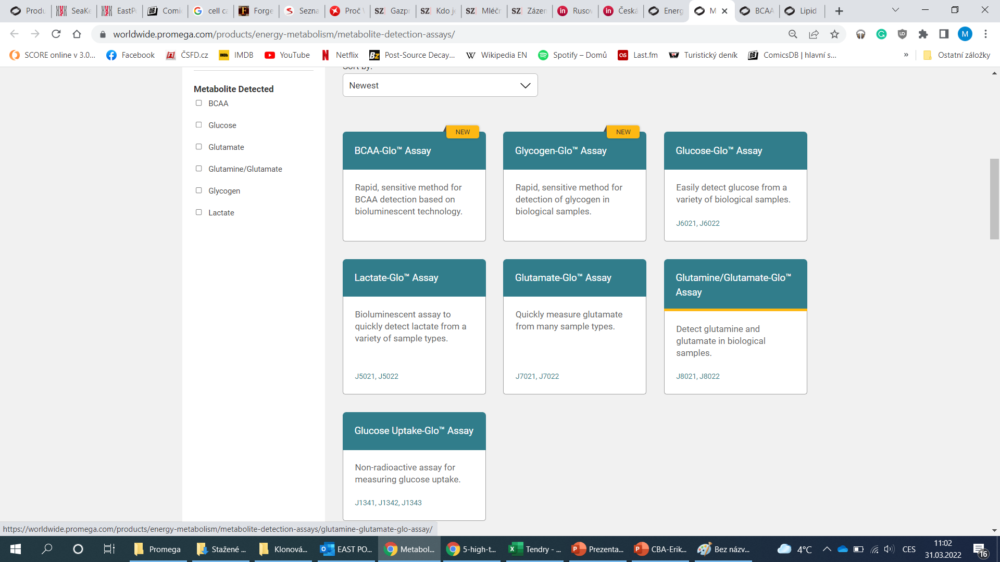 Produ
SeaKe
EastPo
Comic
cell ca
Forge
Sezna
Proč V
Gazpr
Kdo je
Mléčn
Zázem
Rusov
Česká
Energ
M
BCAA
Lipid
worldwide.promega.com/products/energy-metabolism/metabolite-detection-assays/
M
SCORE online v 3.0...
Facebook
ČSFD.cz
IMDB
YouTube
Netflix
Post-Source Decay...
Wikipedia EN
Spotify – Domů
Last.fm
Turistický deník
ComicsDB | hlavní s...
»
Ostatní záložky
Sort by:
Newest
Metabolite Detected
BCAA
Glucose
Glutamate
Glutamine/Glutamate
Glycogen
Lactate
NEW
BCAA-Glo™ Assay
Rapid, sensitive method for
BCAA detection based on
bioluminescent technology.
NEW
Glycogen-Glo™ Assay
Rapid, sensitive method for
detection of glycogen in
biological samples.
Glucose-Glo™ Assay
Easily detect glucose from a
variety of biological samples.
J6021, J6022
Lactate-Glo™ Assay
Bioluminescent assay to
quickly detect lactate from a
variety of sample types.
J5021, J5022
Glutamate-Glo™ Assay
Quickly measure glutamate
from many sample types.
J7021, J7022
Glutamine/Glutamate-Glo™
Assay
Detect glutamine and
glutamate in biological
samples.
J8021, J8022
Glucose Uptake-Glo™ Assay
Non-radioactive assay for
measuring glucose uptake.
J1341, J1342, J1343
https://worldwide.promega.com/products/energy-metabolism/metabolite-detection-assays/glutamine-glutamate-glo-assay/
Promega
Stažené ...
Klonová...
EAST PO...
Metabol...
5-high-t...
Tendry - ...
Prezenta...
CBA-Erik...
Bez názv...
4°C
CES
11:02
31.03.2022
16